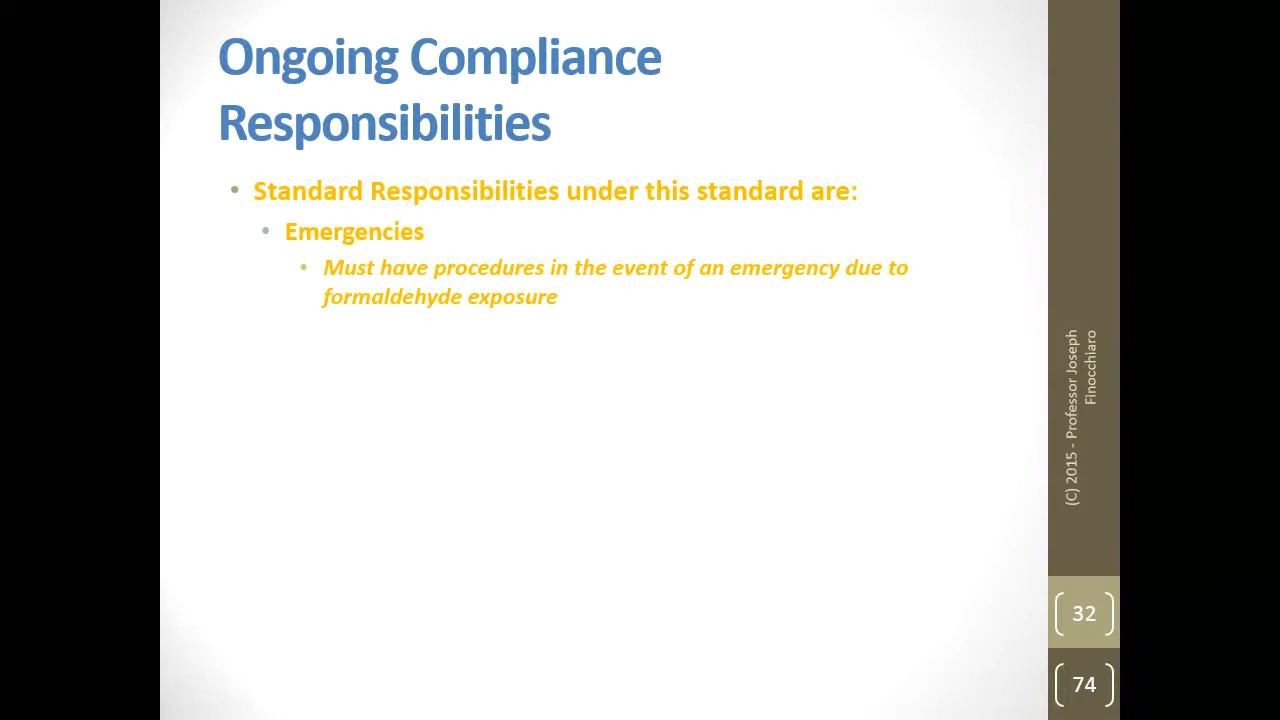 Ongoing Compliance
Responsibilities
• Standard Responsibilities under this standard are:
• Emergencies
• Must have procedures in the event of an emergency due to
formaldehyde exposure
(C) 2015 - Professor Joseph
Finocchiaro
32
74